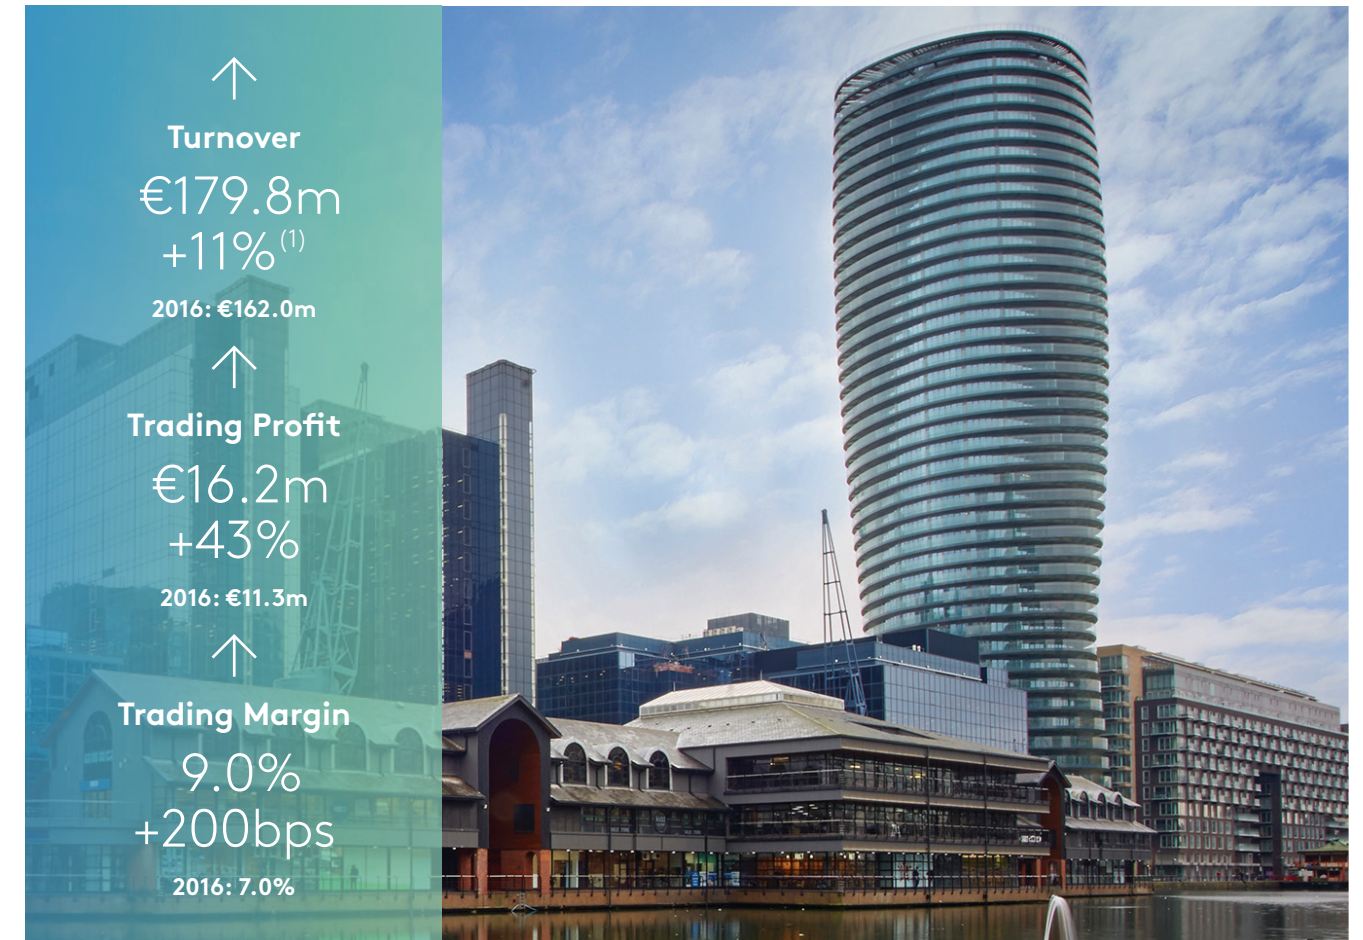 Turnover
€179.8m
+11%(1)
2016: €162.0m
Trading Profit
€16.2m
+43%
2016: €11.3m
Trading Margin
9.0%
+200bps
2016: 7.0%